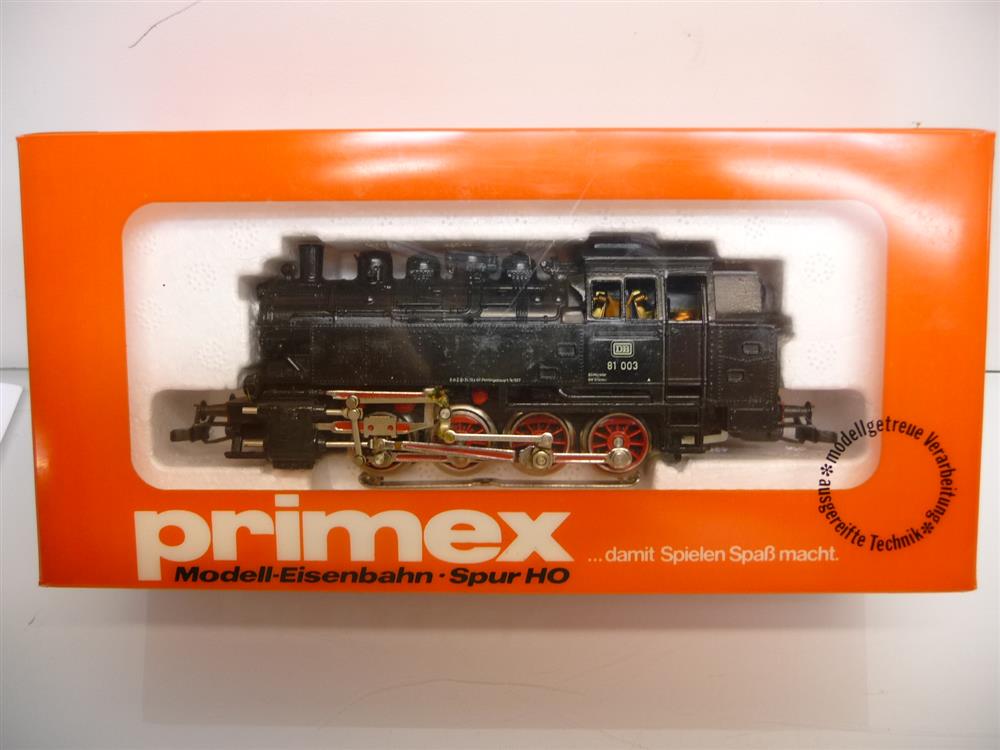 DB
81 003
primex
Modell-Eisenbahn · Spur HO
...damit Spielen Spaß macht.
*modellgetreue Verarbeitung
*ausgereifte Technik